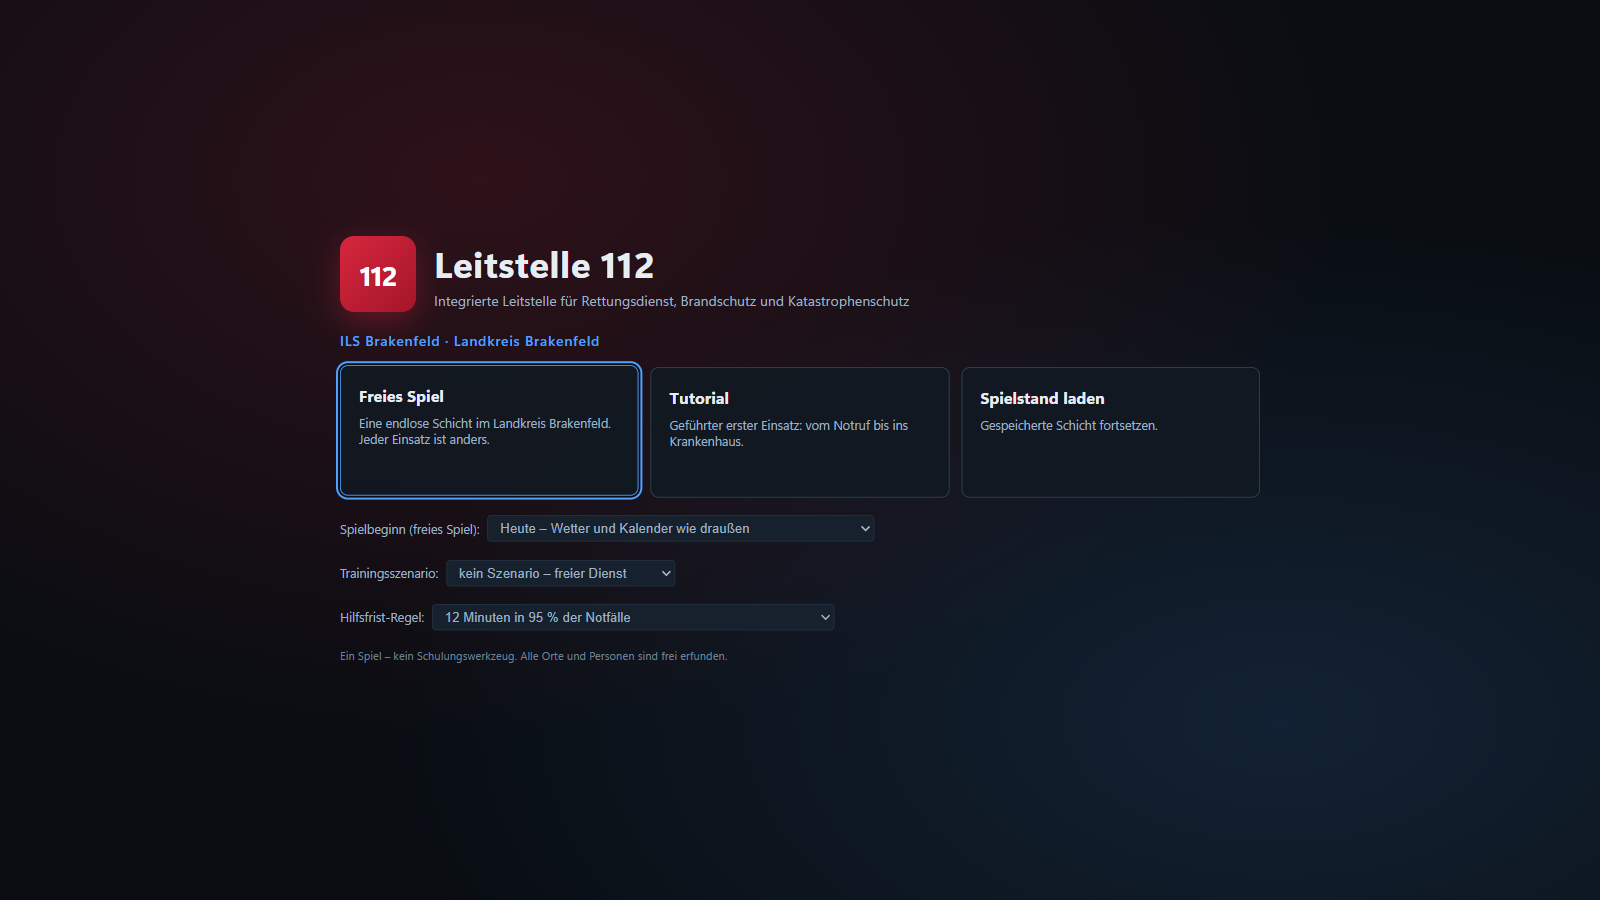 112
Leitstelle 112
Integrierte Leitstelle für Rettungsdienst, Brandschutz und Katastrophenschutz
ILS Brakenfeld · Landkreis Brakenfeld
Freies Spiel
Eine endlose Schicht im Landkreis Brakenfeld.
Jeder Einsatz ist anders.
Tutorial
Geführter erster Einsatz: vom Notruf bis ins
Krankenhaus.
Spielstand laden
Gespeicherte Schicht fortsetzen.
Spielbeginn (freies Spiel): Heute – Wetter und Kalender wie draußen
Trainingsszenario: kein Szenario – freier Dienst
Hilfsfrist-Regel: 12 Minuten in 95 % der Notfälle
Ein Spiel – kein Schulungswerkzeug. Alle Orte und Personen sind frei erfunden.